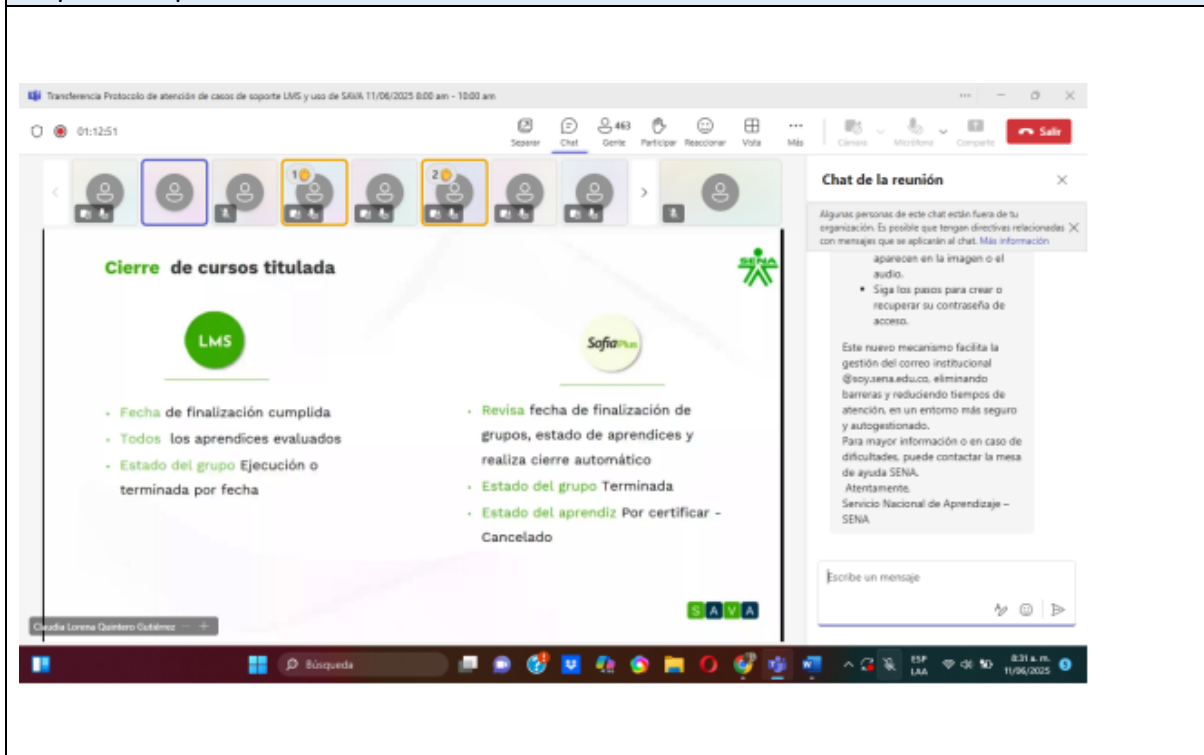 Transferencia Protocolo de atención de casos de soporte LMS y uso de SAVA 11/06/2025 8:00 am - 10:00 am
01:12:51
Separar
Chat
463
Gente
Participar
Reaccionar
Vista
Más
Cámara
Micrófono
Compartir
Salir
1
2
Cierre de cursos titulada
SENA
LMS
Fecha de finalización cumplida
Todos los aprendices evaluados
Estado del grupo Ejecución o
terminada por fecha
SofiaPlus
Revisa fecha de finalización de
grupos, estado de aprendices y
realiza cierre automático
Estado del grupo Terminada
Estado del aprendiz Por certificar -
Cancelado
SAVA
Claudia Lorena Quintero Gutiérrez
Chat de la reunión
Algunas personas de este chat están fuera de tu
organización. Es posible que tengan directivas relacionadas
con mensajes que se aplicarán al chat. Más información
aparecen en la imagen o el
audio.
Siga los pasos para crear o
recuperar su contraseña de
acceso.
Este nuevo mecanismo facilita la
gestión del correo institucional
@soy.sena.edu.co, eliminando
barreras y reduciendo tiempos de
atención, en un entorno más seguro
y autogestionado.
Para mayor información o en caso de
dificultades, puede contactar la mesa
de ayuda SENA.
Atentamente,
Servicio Nacional de Aprendizaje –
SENA
Escribe un mensaje
Búsqueda
ESP
LAA
8:31 a. m.
11/06/2025